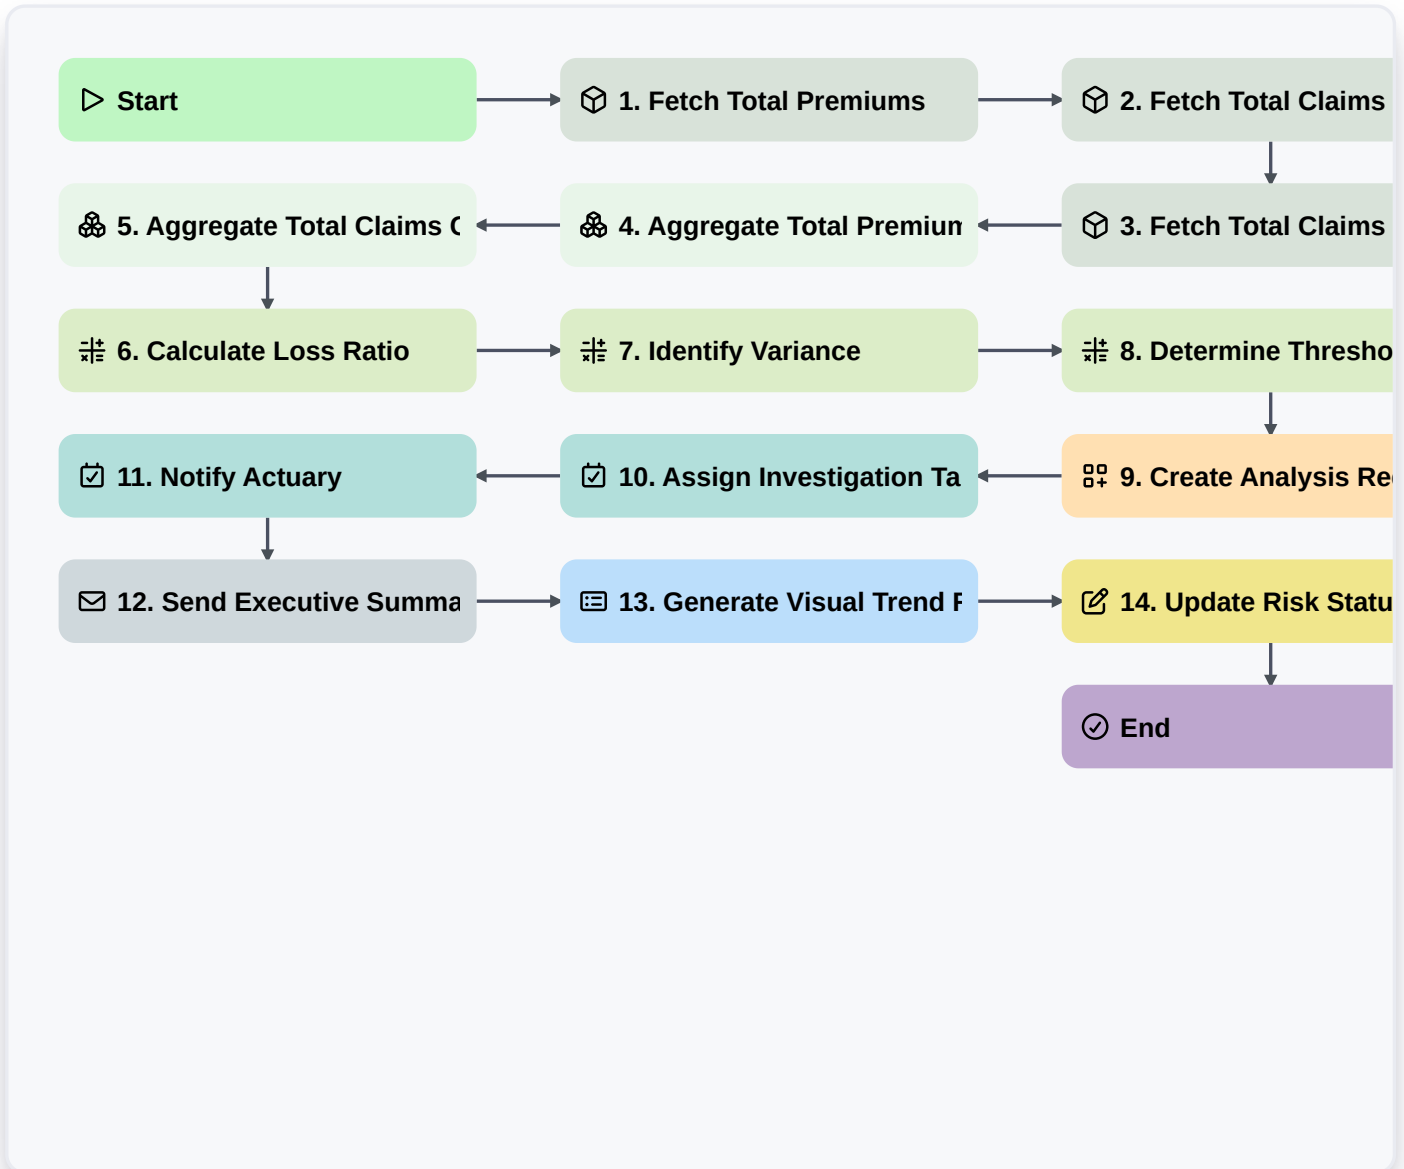 Start
1. Fetch Total Premiums
2. Fetch Total Claims
5. Aggregate Total Claims
4. Aggregate Total Premium
3. Fetch Total Claims
6. Calculate Loss Ratio
7. Identify Variance
8. Determine Thresho
11. Notify Actuary
10. Assign Investigation Ta
9. Create Analysis Re
12. Send Executive Summa
13. Generate Visual Trend
14. Update Risk Statu
End